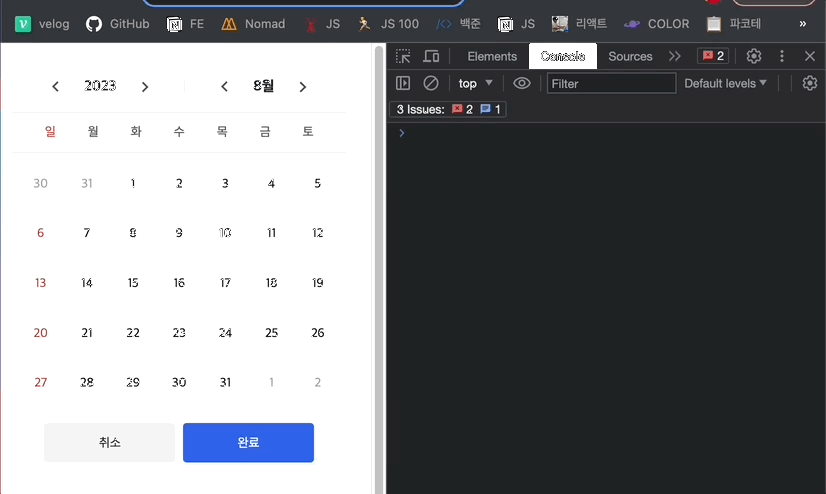 velog GitHub FE Nomad JS JS 100 백준 JS 리액트 COLOR 파코테 »
Elements Console Sources 2
top Filter Default levels
3 Issues: 2 1
2023 8월
일 월 화 수 목 금 토
30 31 1 2 3 4 5
6 7 8 9 10 11 12
13 14 15 16 17 18 19
20 21 22 23 24 25 26
27 28 29 30 31 1 2
취소 완료